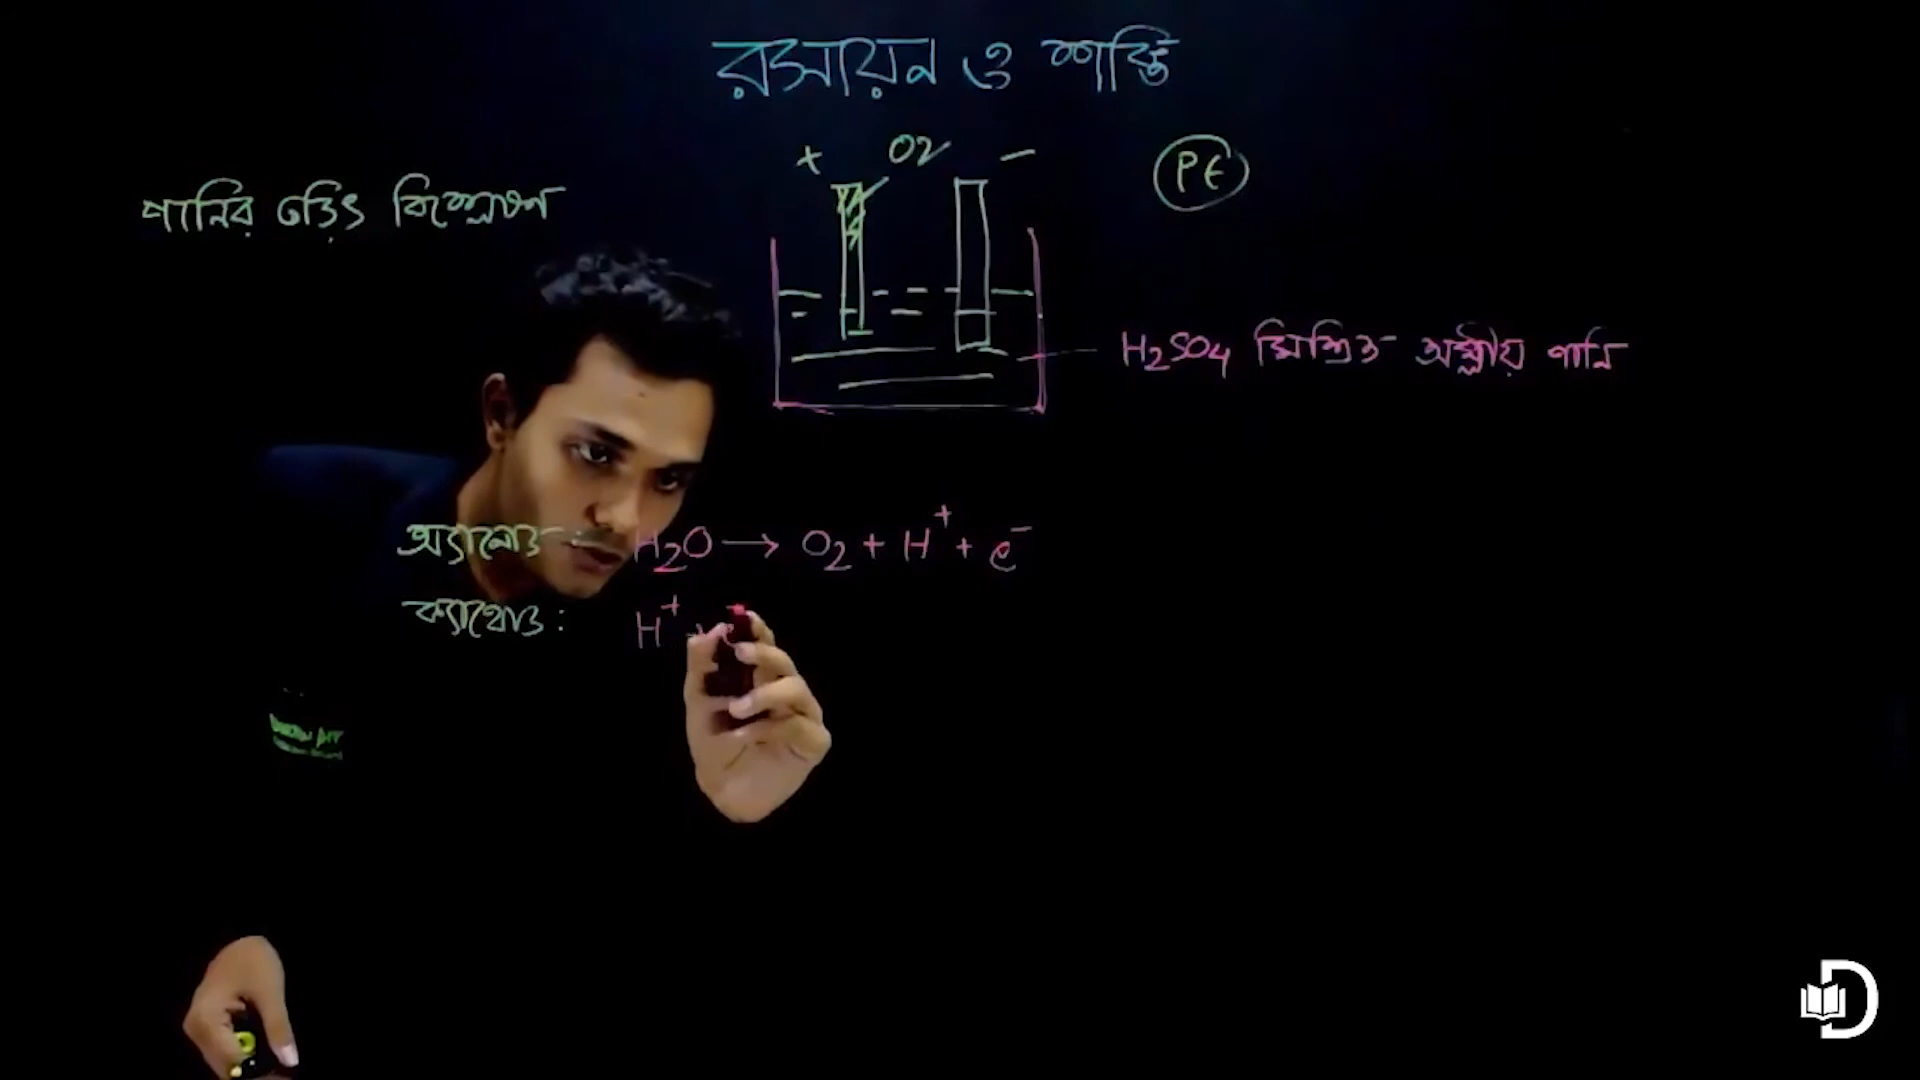 রসায়ন ও শক্তি
+ O2 −
PE
পানির তড়িৎ বিশ্লেষণ
H2SO4 মিশ্রিত অম্লীয় পানি
অ্যানোড : H2O → O2 + H+ + e−
ক্যাথোড : H+ +